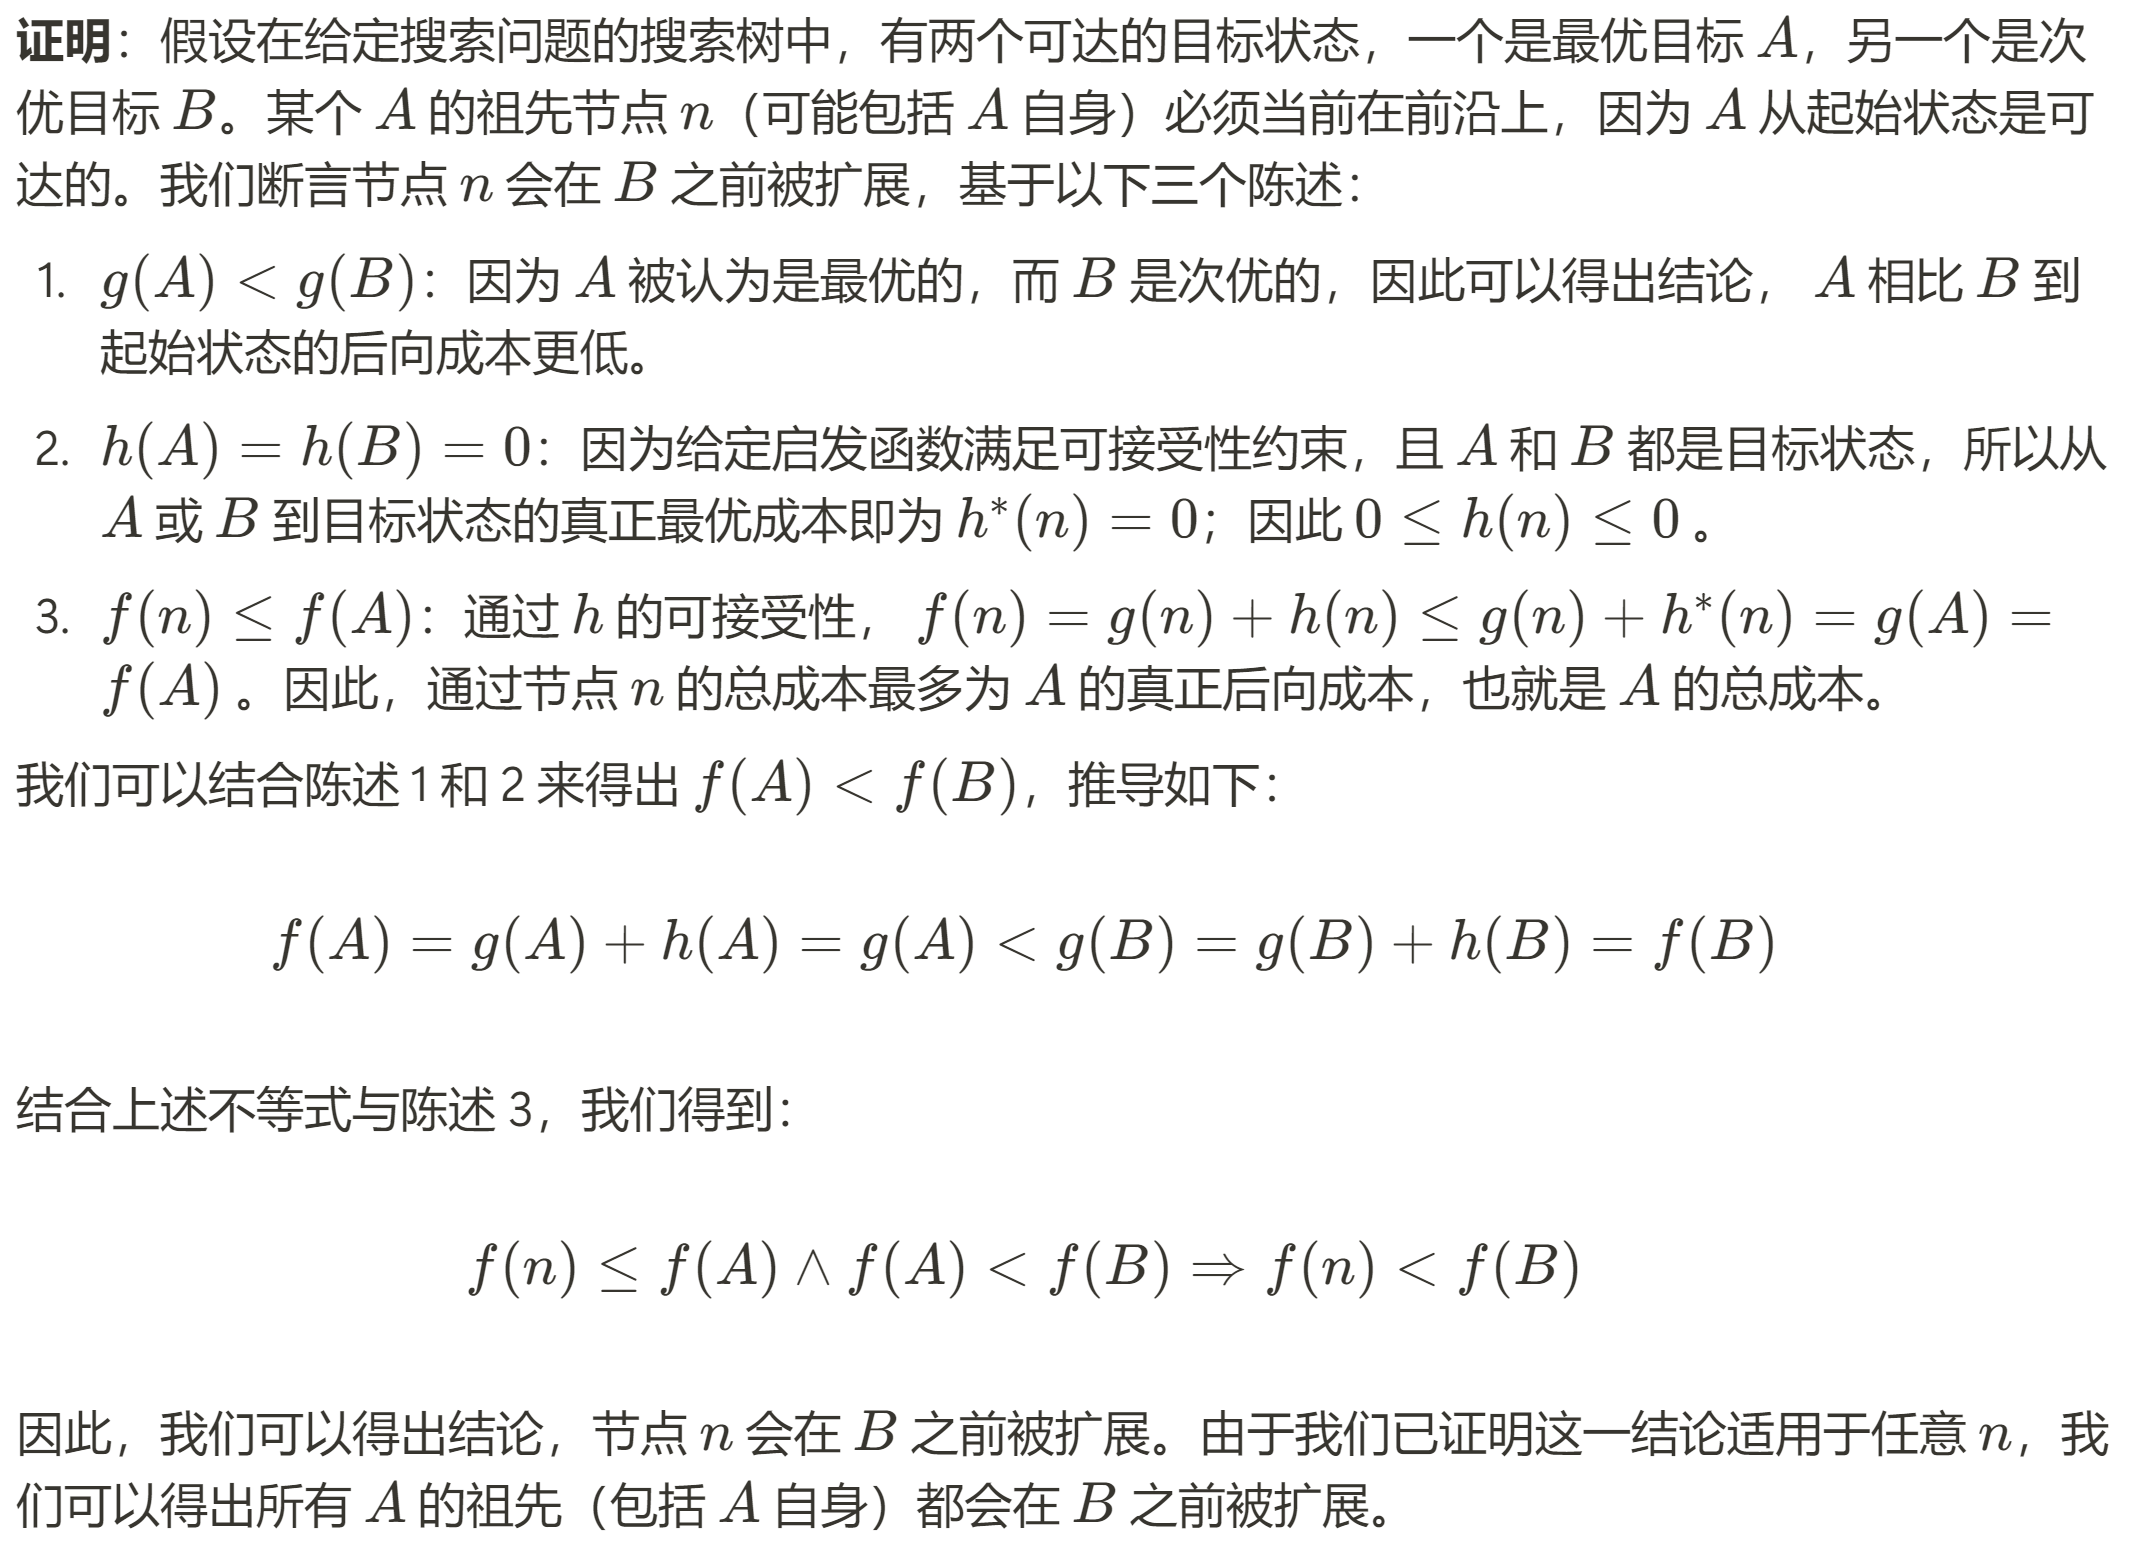 证明：假设在给定搜索问题的搜索树中，有两个可达的目标状态，一个是最优目标 A，另一个是次
优目标 B。某个 A 的祖先节点 n（可能包括 A 自身）必须当前在前沿上，因为 A 从起始状态是可
达的。我们断言节点 n 会在 B 之前被扩展，基于以下三个陈述：
1. g(A) < g(B)：因为 A 被认为是最优的，而 B 是次优的，因此可以得出结论， A 相比 B 到
起始状态的后向成本更低。
2. h(A) = h(B) = 0：因为给定启发函数满足可接受性约束，且 A 和 B 都是目标状态，所以从
A 或 B 到目标状态的真正最优成本即为 h*(n) = 0；因此 0 ≤ h(n) ≤ 0 。
3. f(n) ≤ f(A)：通过 h 的可接受性， f(n) = g(n) + h(n) ≤ g(n) + h*(n) = g(A) =
f(A) 。因此，通过节点 n 的总成本最多为 A 的真正后向成本，也就是 A 的总成本。
我们可以结合陈述 1 和 2 来得出 f(A) < f(B)，推导如下：
f(A) = g(A) + h(A) = g(A) < g(B) = g(B) + h(B) = f(B)
结合上述不等式与陈述 3，我们得到：
f(n) ≤ f(A) ∧ f(A) < f(B) ⇒ f(n) < f(B)
因此，我们可以得出结论，节点 n 会在 B 之前被扩展。由于我们已证明这一结论适用于任意 n，我
们可以得出所有 A 的祖先（包括 A 自身）都会在 B 之前被扩展。